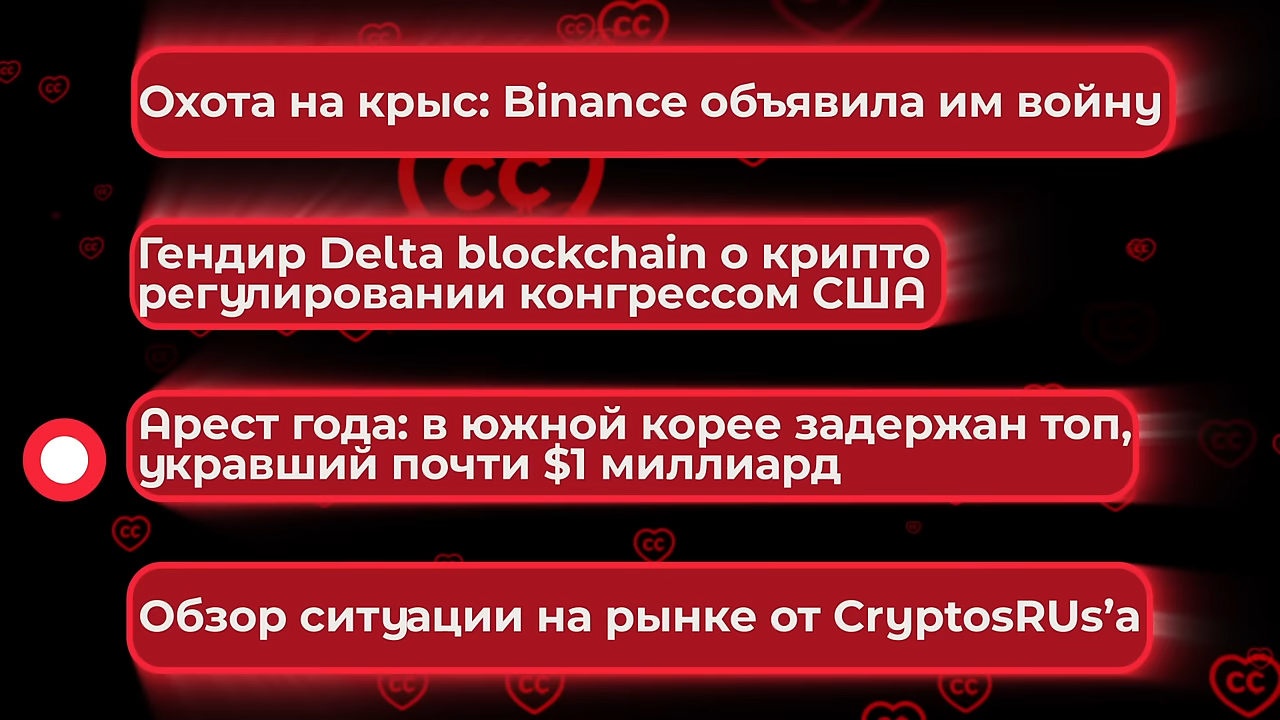 Охота на крыс: Binance объявила им войну
Гендир Delta blockchain о крипто
регулировании конгрессом США
Арест года: в южной корее задержан топ,
укравший почти $1 миллиард
Обзор ситуации на рынке от CryptosRUs’а